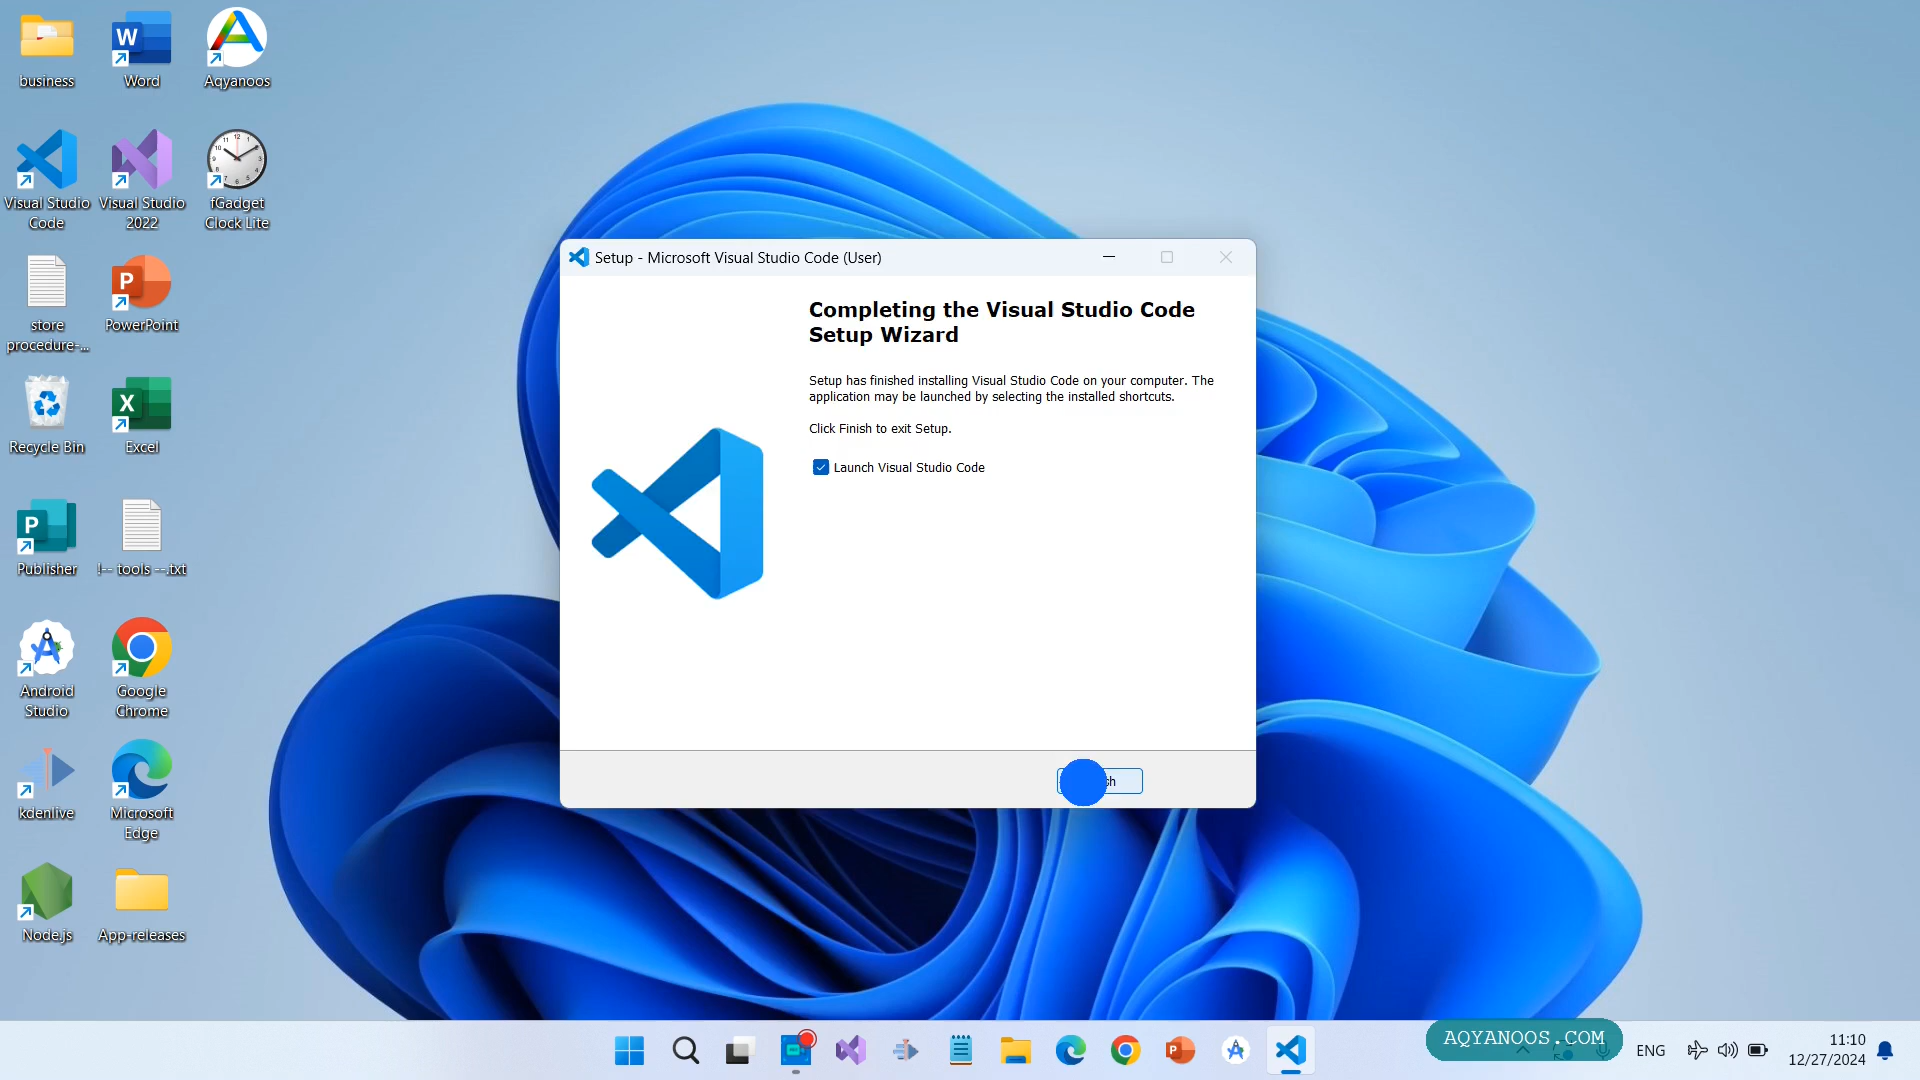 business
Word
Aqyanoos
Visual Studio
Code
Visual Studio
2022
fGadget
Clock Lite
store
procedure-...
PowerPoint
Recycle Bin
Excel
Publisher
!-- tools --.txt
Android
Studio
Google
Chrome
kdenlive
Microsoft
Edge
Node.js
App-releases
Setup - Microsoft Visual Studio Code (User)
Completing the Visual Studio Code
Setup Wizard
Setup has finished installing Visual Studio Code on your computer. The
application may be launched by selecting the installed shortcuts.
Click Finish to exit Setup.
Launch Visual Studio Code
AQYANOOS.COM
ENG
11:10
12/27/2024